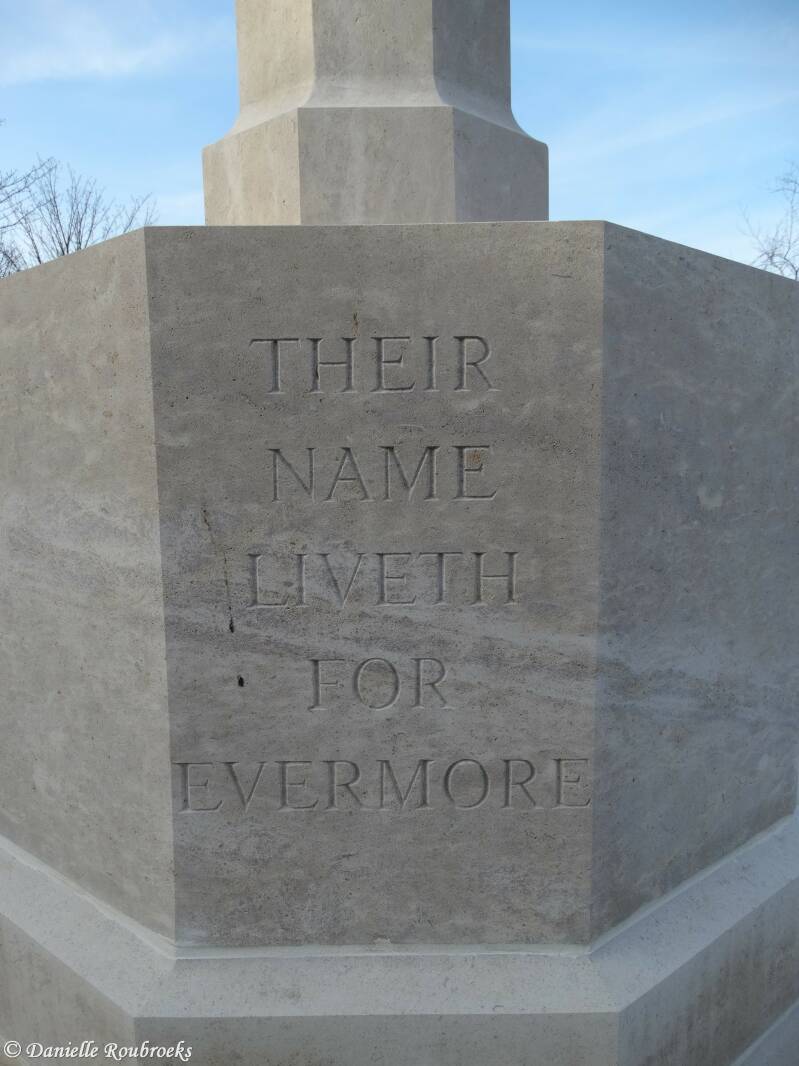 THEIR
NAME
LIVETH
FOR
EVERMORE
© Danielle Roubroeks